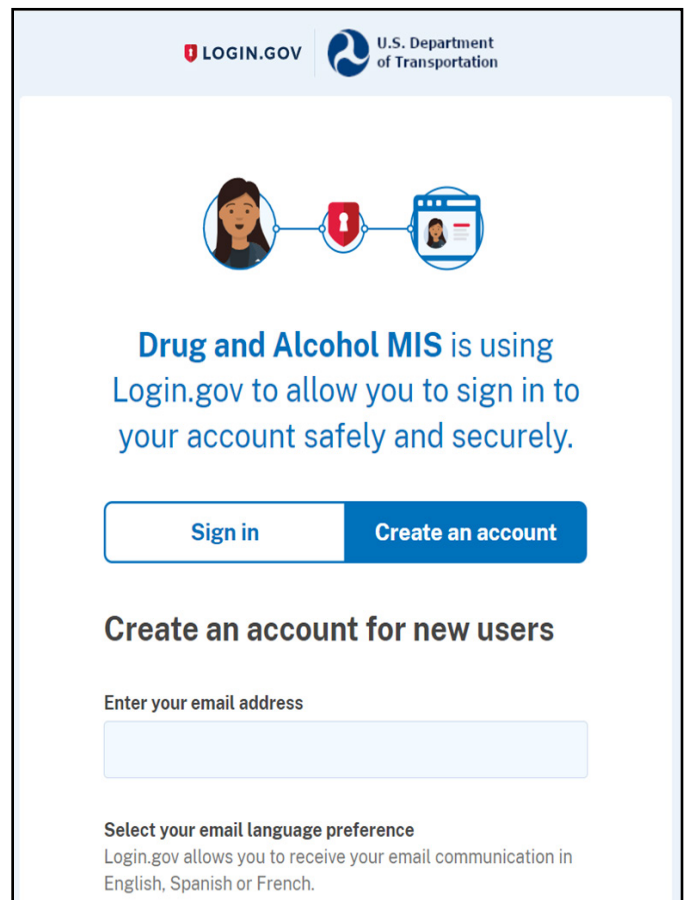 LOGIN.GOV
U.S. Department
of Transportation
Drug and Alcohol MIS is using
Login.gov to allow you to sign in to
your account safely and securely.
Sign in
Create an account
Create an account for new users
Enter your email address
Select your email language preference
Login.gov allows you to receive your email communication in
English, Spanish or French.